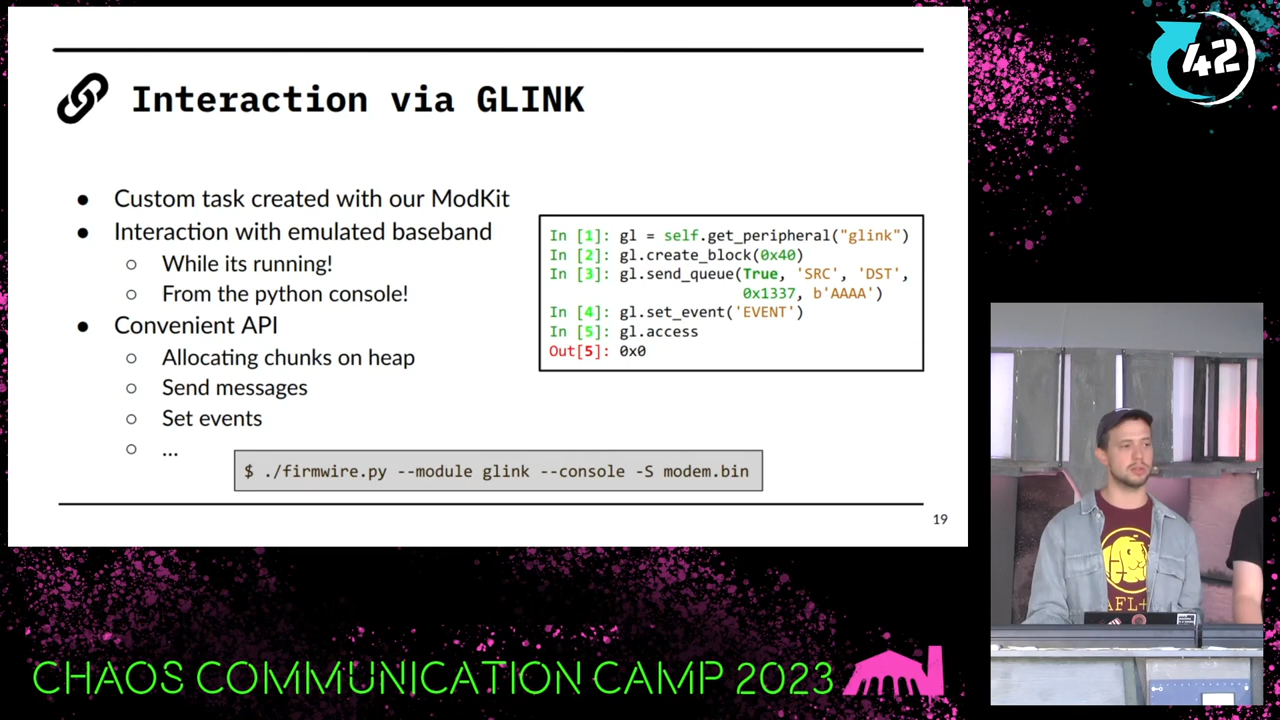 42
Interaction via GLINK
● Custom task created with our ModKit
● Interaction with emulated baseband
○ While its running!
○ From the python console!
● Convenient API
○ Allocating chunks on heap
○ Send messages
○ Set events
○ ...
In [1]: gl = self.get_peripheral("glink")
In [2]: gl.create_block(0x40)
In [3]: gl.send_queue(True, 'SRC', 'DST',
0x1337, b'AAAA')
In [4]: gl.set_event('EVENT')
In [5]: gl.access
Out[5]: 0x0
$ ./firmwire.py --module glink --console -S modem.bin
19
AFL+
CHAOS COMMUNICATION CAMP 2023